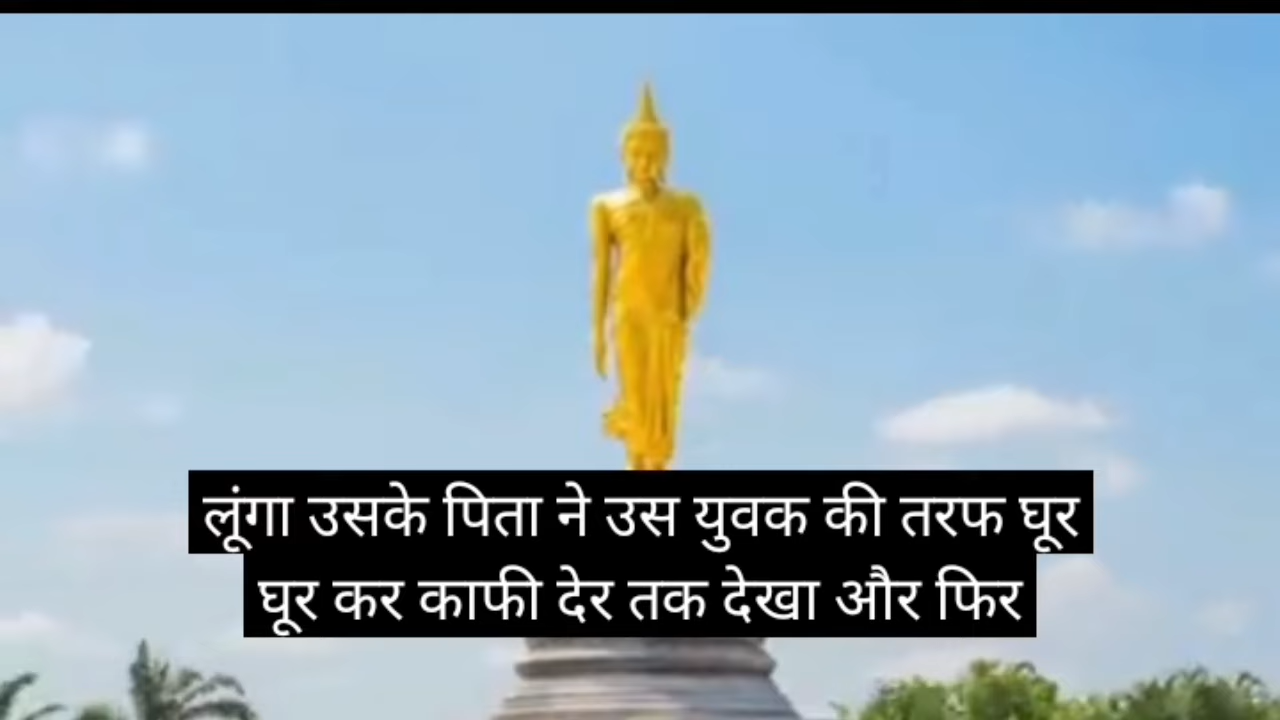 लूंगा उसके पिता ने उस युवक की तरफ घूर
घूर कर काफी देर तक देखा और फिर